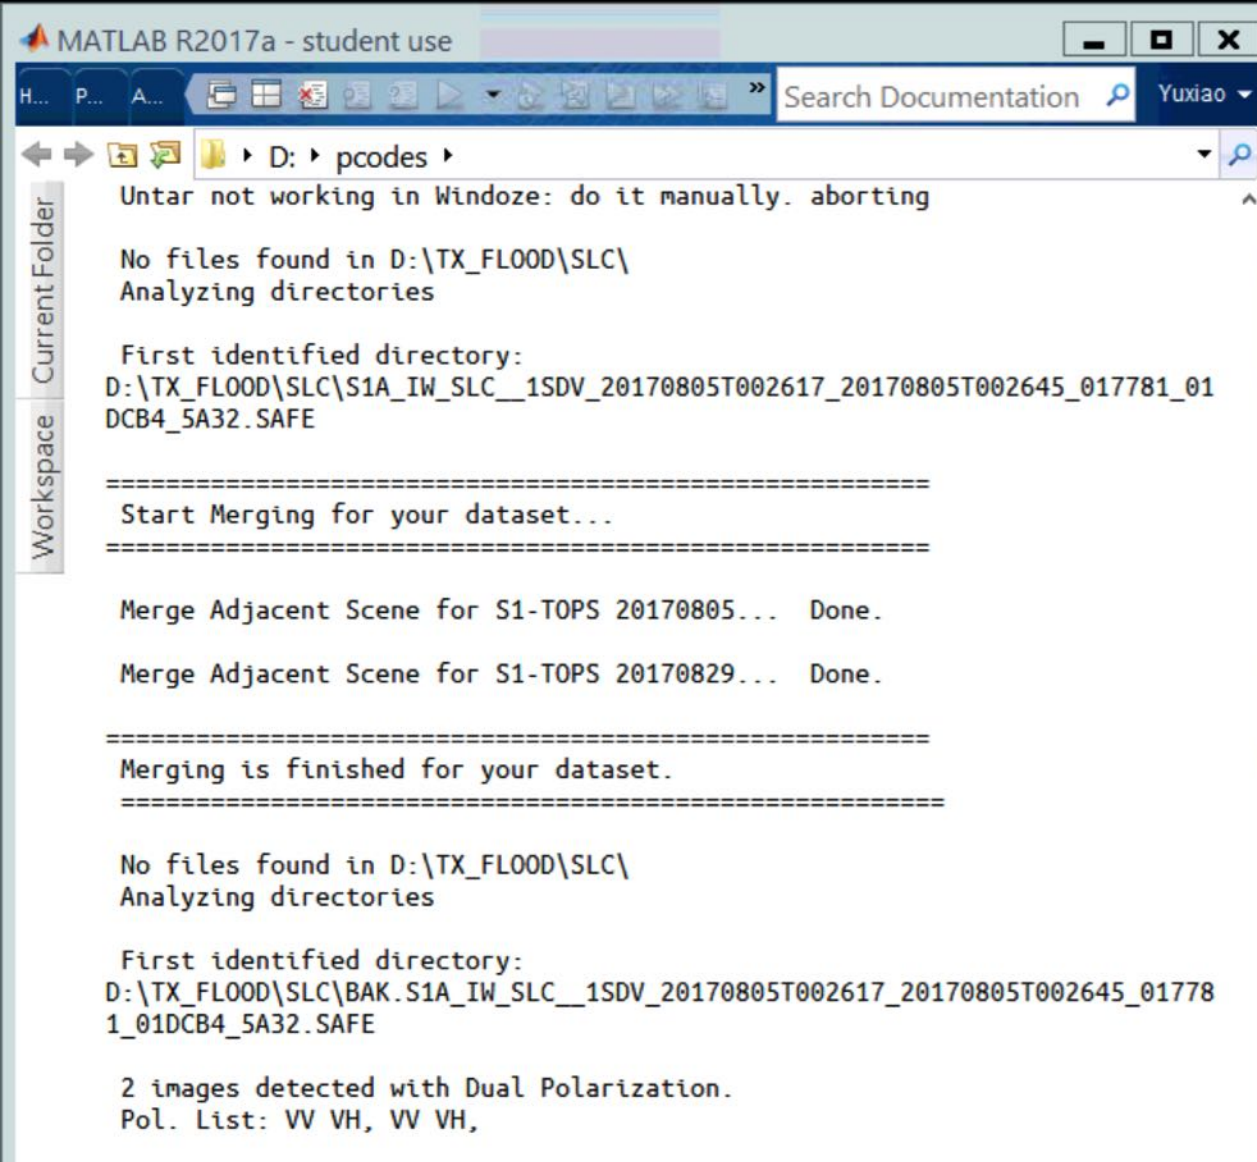 MATLAB R2017a - student use
H... P... A... » Search Documentation Yuxiao
D: pcodes
Current Folder
Workspace
Untar not working in Windoze: do it manually. aborting
No files found in D:\TX_FLOOD\SLC\
Analyzing directories
First identified directory:
D:\TX_FLOOD\SLC\S1A_IW_SLC__1SDV_20170805T002617_20170805T002645_017781_01
DCB4_5A32.SAFE
=======================================================
Start Merging for your dataset...
=======================================================
Merge Adjacent Scene for S1-TOPS 20170805... Done.
Merge Adjacent Scene for S1-TOPS 20170829... Done.
=======================================================
Merging is finished for your dataset.
=======================================================
No files found in D:\TX_FLOOD\SLC\
Analyzing directories
First identified directory:
D:\TX_FLOOD\SLC\BAK.S1A_IW_SLC__1SDV_20170805T002617_20170805T002645_01778
1_01DCB4_5A32.SAFE
2 images detected with Dual Polarization.
Pol. List: VV VH, VV VH,